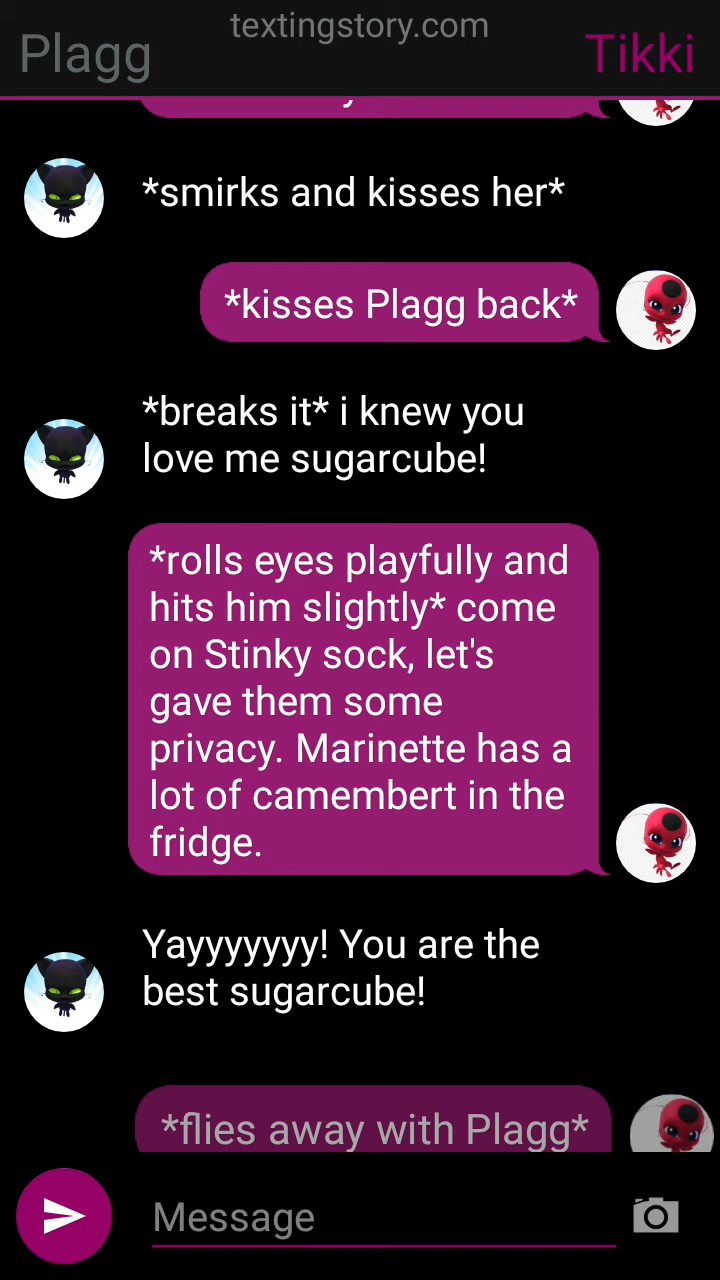 textingstory.com
Plagg
Tikki
*smirks and kisses her*
*kisses Plagg back*
*breaks it* i knew you
love me sugarcube!
*rolls eyes playfully and
hits him slightly* come
on Stinky sock, let's
gave them some
privacy. Marinette has a
lot of camembert in the
fridge.
Yayyyyyyy! You are the
best sugarcube!
*flies away with Plagg*
Message